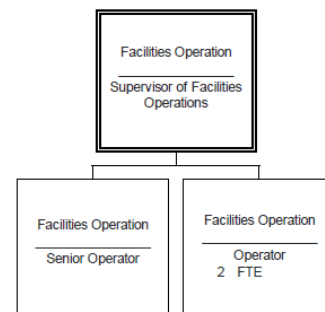 Facilities Operation
Supervisor of Facilities
Operations
Facilities Operation
Senior Operator
Facilities Operation
Operator
2 FTE